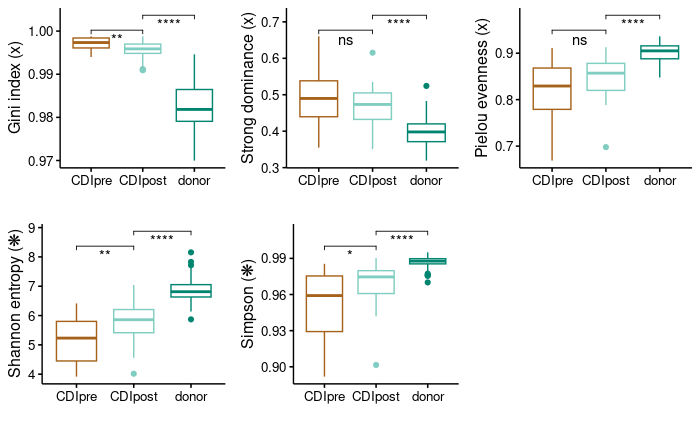 Gini index (x)
1.00
0.99
0.98
0.97
**
****
CDIpre
CDIpost
donor
Strong dominance (x)
0.7
0.6
0.5
0.4
0.3
ns
****
CDIpre
CDIpost
donor
Pielou evenness (x)
0.9
0.8
0.7
ns
****
CDIpre
CDIpost
donor
Shannon entropy (❋)
9
8
7
6
5
4
**
****
CDIpre
CDIpost
donor
Simpson (❋)
0.99
0.96
0.93
0.90
*
****
CDIpre
CDIpost
donor